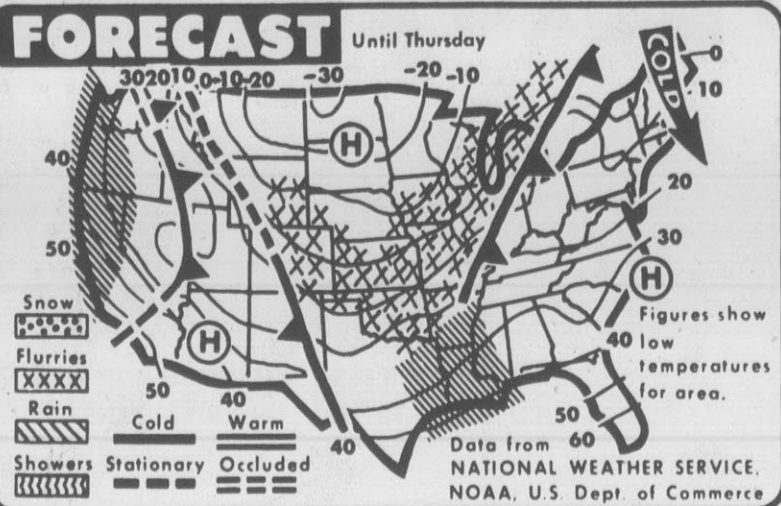 FORECAST
Until Thursday
30 20 10 0 -10 -20 -30 -20 -10 0
10
COLD
40
H
20
50
30
H
Snow
H
Figures show
40 low
Flurries
temperatures
XXXX
50 40
for area.
Rain
Cold Warm
40
50
60
Data from
Showers Stationary Occluded
NATIONAL WEATHER SERVICE,
NOAA, U.S. Dept. of Commerce